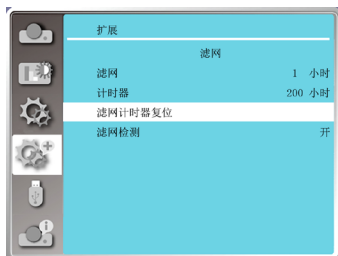 扩展
滤网
滤网 1 小时
计时器 200 小时
滤网计时器复位
滤网检测 开